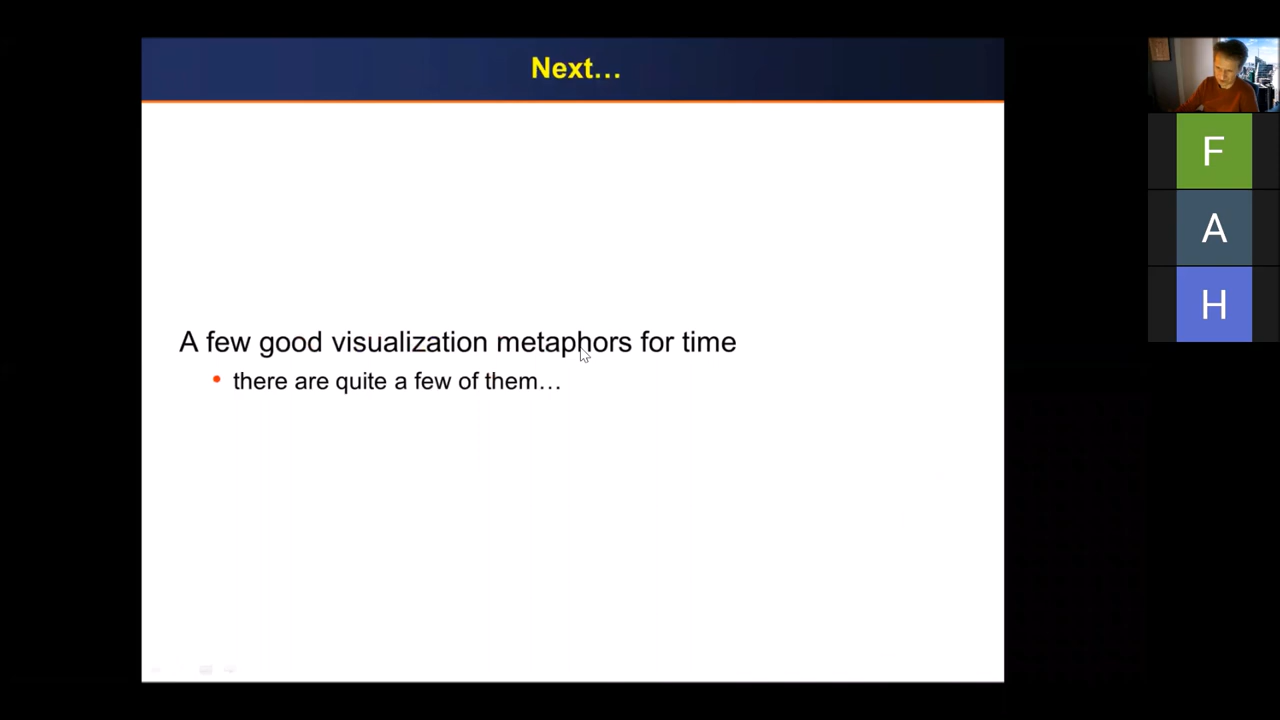 Next…
A few good visualization metaphors for time
there are quite a few of them…
F
A
H